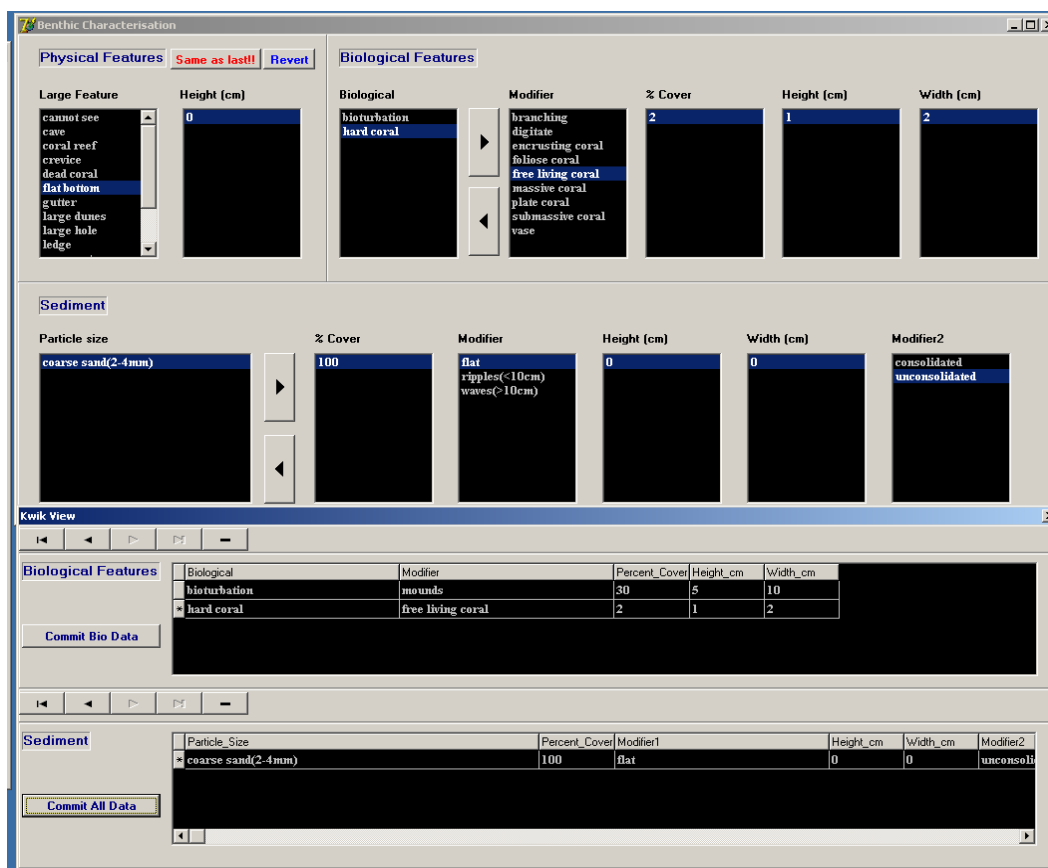 Benthic Characterisation
Physical Features Same as last!! Revert Biological Features
Large Feature Height (cm) Biological Modifier % Cover Height (cm) Width (cm)
cannot see 0 bioturbation branching 2 1 2
cave hard coral digitate
coral reef encrusting coral
crevice foliose coral
dead coral free living coral
flat bottom massive coral
gutter plate coral
large dunes submassive coral
large hole vase
ledge
Sediment
Particle size % Cover Modifier Height (cm) Width (cm) Modifier2
coarse sand(2-4mm) 100 flat 0 0 consolidated
ripples(<10cm) unconsolidated
waves(>10cm)
Kwik View
Biological Features Biological Modifier Percent_Cover Height_cm Width_cm
bioturbation mounds 30 5 10
* hard coral free living coral 2 1 2
Commit Bio Data
Sediment Particle_Size Percent_Cover Modifier1 Height_cm Width_cm Modifier2
* coarse sand(2-4mm) 100 flat 0 0 unconsoli
Commit All Data